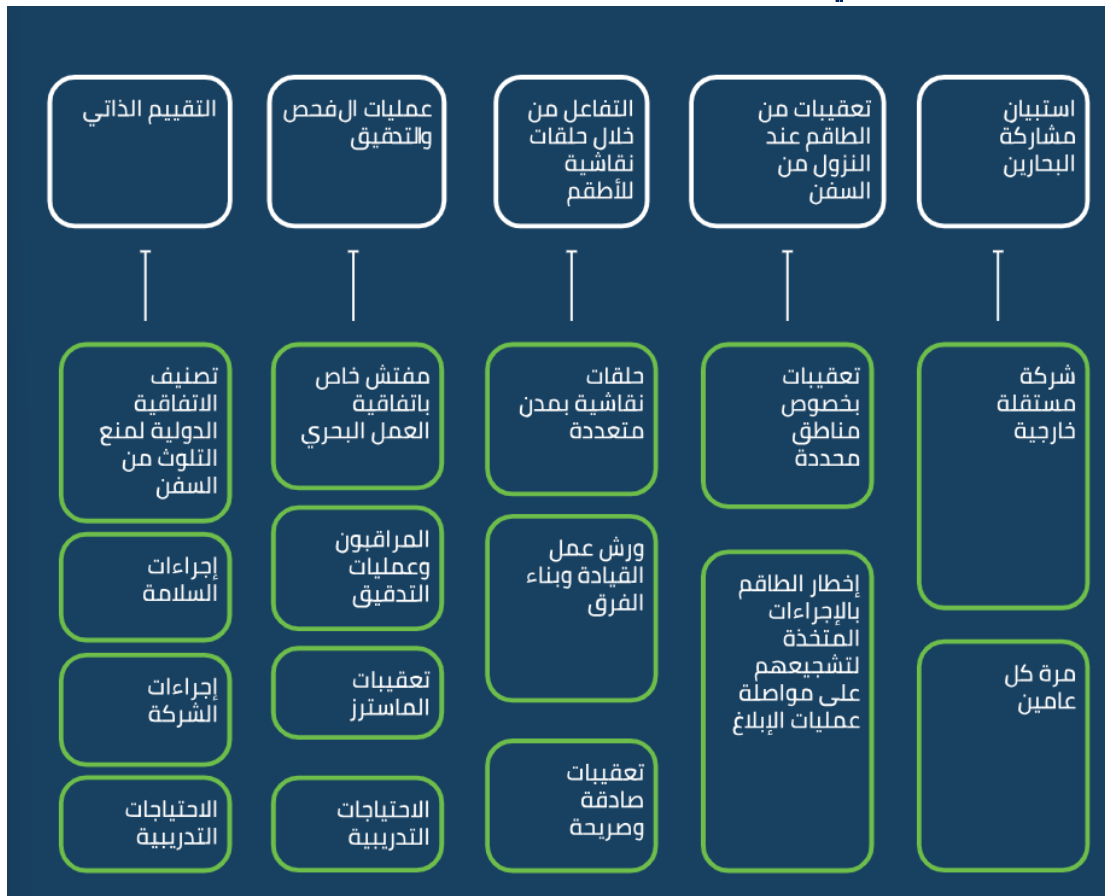 استبيان
مشاركة
البحارين
تعقيبات من
الطاقم عند
النزول من
السفن
التفاعل من
خلال حلقات
نقاشية
للأطقم
عمليات الفحص
والتدقيق
التقييم الذاتي
شركة
مستقلة
خارجية
مرة كل
عامين
تعقيبات
بخصوص
مناطق
محددة
إخطار الطاقم
بالإجراءات
المتخذة
لتشجيعهم
على مواصلة
عمليات الإبلاغ
حلقات
نقاشية بمدن
متعددة
ورش عمل
القيادة وبناء
الفرق
تعقيبات
صادقة
وصريحة
مفتش خاص
باتفاقية
العمل البحري
المراقبون
وعمليات
التدقيق
تعقيبات
الماسترز
الاحتياجات
التدريبية
تصنيف
الاتفاقية
الدولية لمنع
التلوث من
السفن
إجراءات
السلامة
إجراءات
الشركة
الاحتياجات
التدريبية